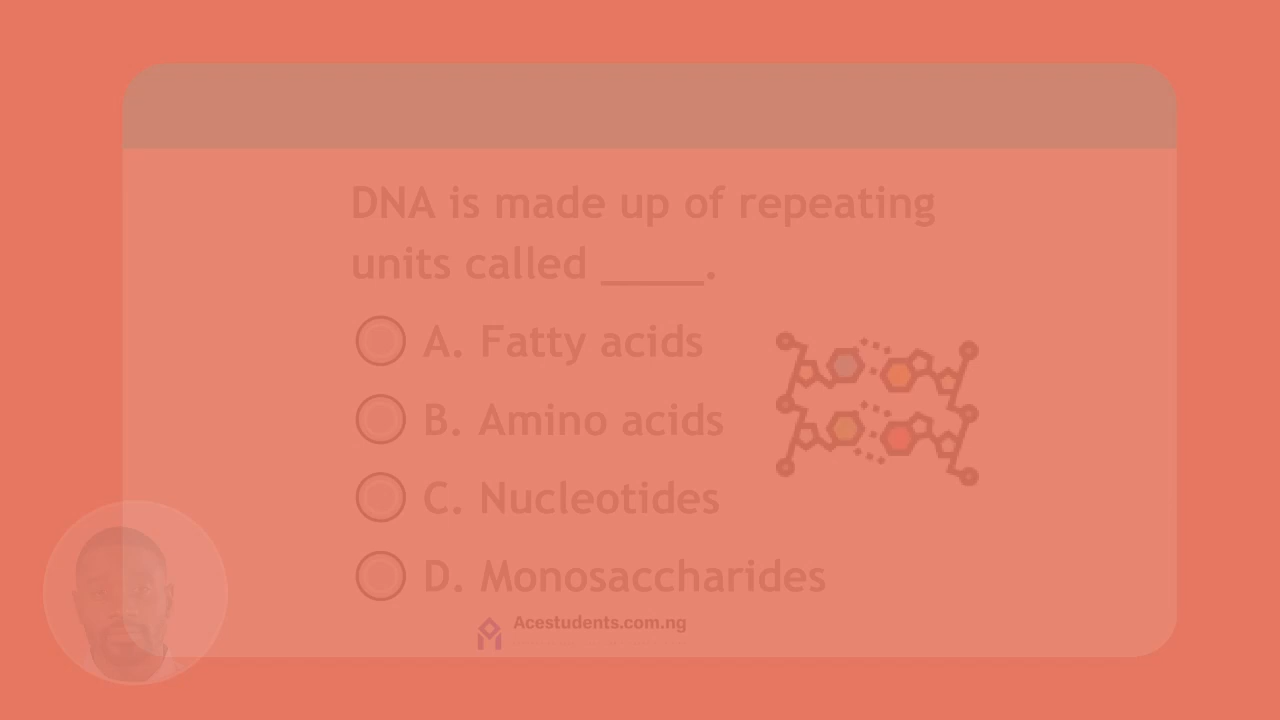 DNA is made up of repeating
units called _____.
A. Fatty acids
B. Amino acids
C. Nucleotides
D. Monosaccharides
Acestudents.com.ng